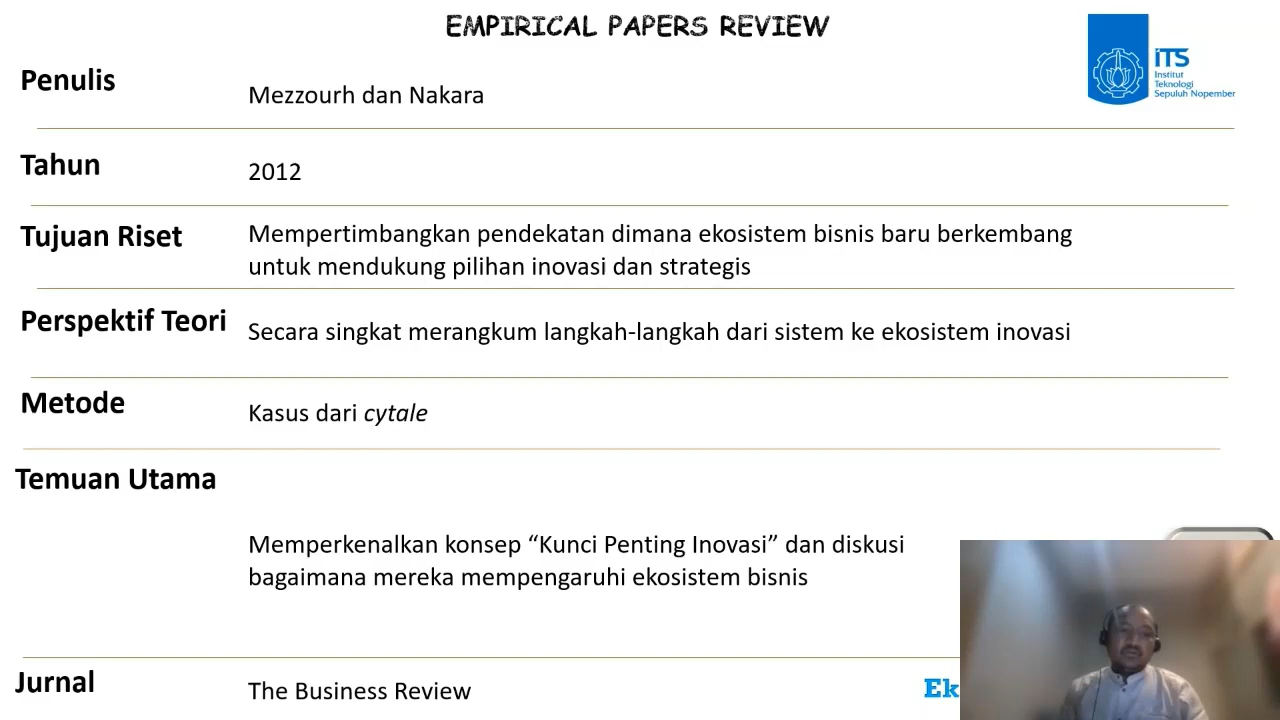 EMPIRICAL PAPERS REVIEW
iTS
Institut
Teknologi
Sepuluh Nopember
Penulis
Mezzourh dan Nakara
Tahun
2012
Tujuan Riset
Mempertimbangkan pendekatan dimana ekosistem bisnis baru berkembang
untuk mendukung pilihan inovasi dan strategis
Perspektif Teori
Secara singkat merangkum langkah-langkah dari sistem ke ekosistem inovasi
Metode
Kasus dari cytale
Temuan Utama
Memperkenalkan konsep “Kunci Penting Inovasi” dan diskusi
bagaimana mereka mempengaruhi ekosistem bisnis
Jurnal
The Business Review
Ek